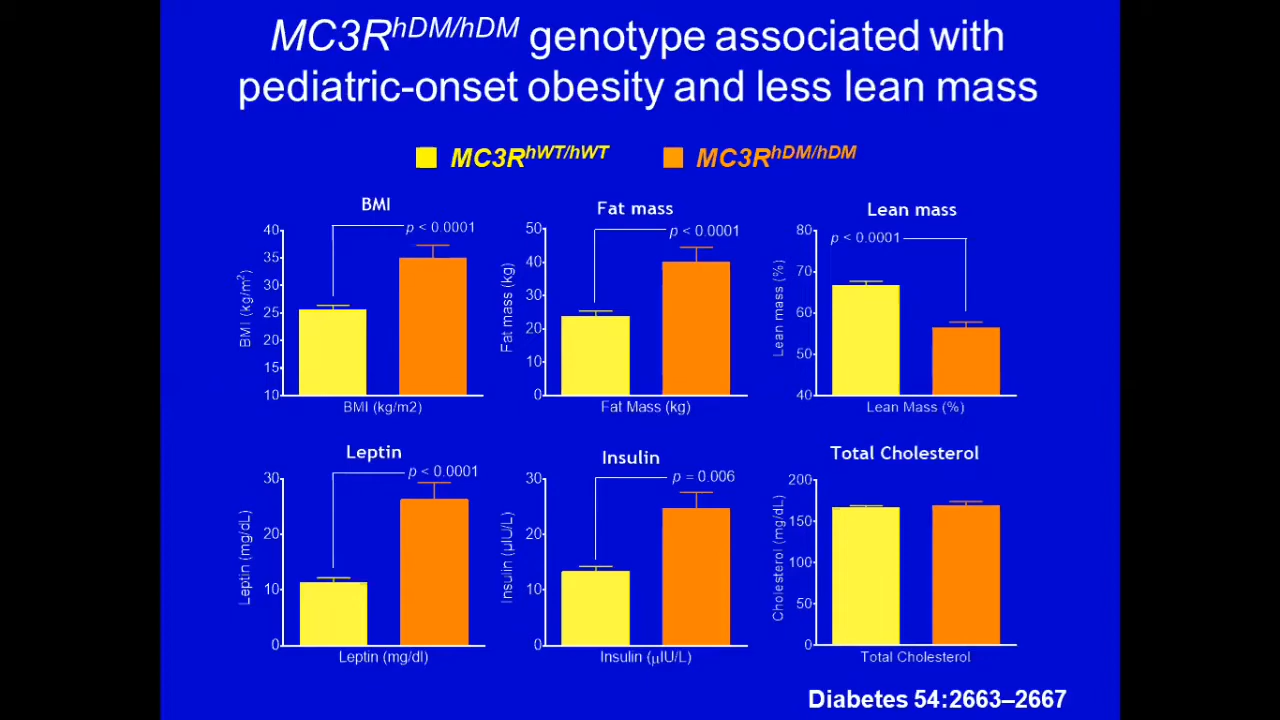 MC3RhDM/hDM genotype associated with
pediatric-onset obesity and less lean mass
MC3RhWT/hWT MC3RhDM/hDM
BMI
p < 0.0001
40
35
30
25
20
15
10
BMI (kg/m2)
BMI (kg/m2)
Fat mass
p < 0.0001
50
40
30
20
10
0
Fat mass (kg)
Fat Mass (kg)
Lean mass
p < 0.0001
80
70
60
50
40
Lean mass (%)
Lean Mass (%)
Leptin
p < 0.0001
30
20
10
0
Leptin (mg/dL)
Leptin (mg/dl)
Insulin
p = 0.006
30
20
10
0
Insulin (µIU/L)
Insulin (µIU/L)
Total Cholesterol
200
150
100
50
0
Cholesterol (mg/dL)
Total Cholesterol
Diabetes 54:2663–2667